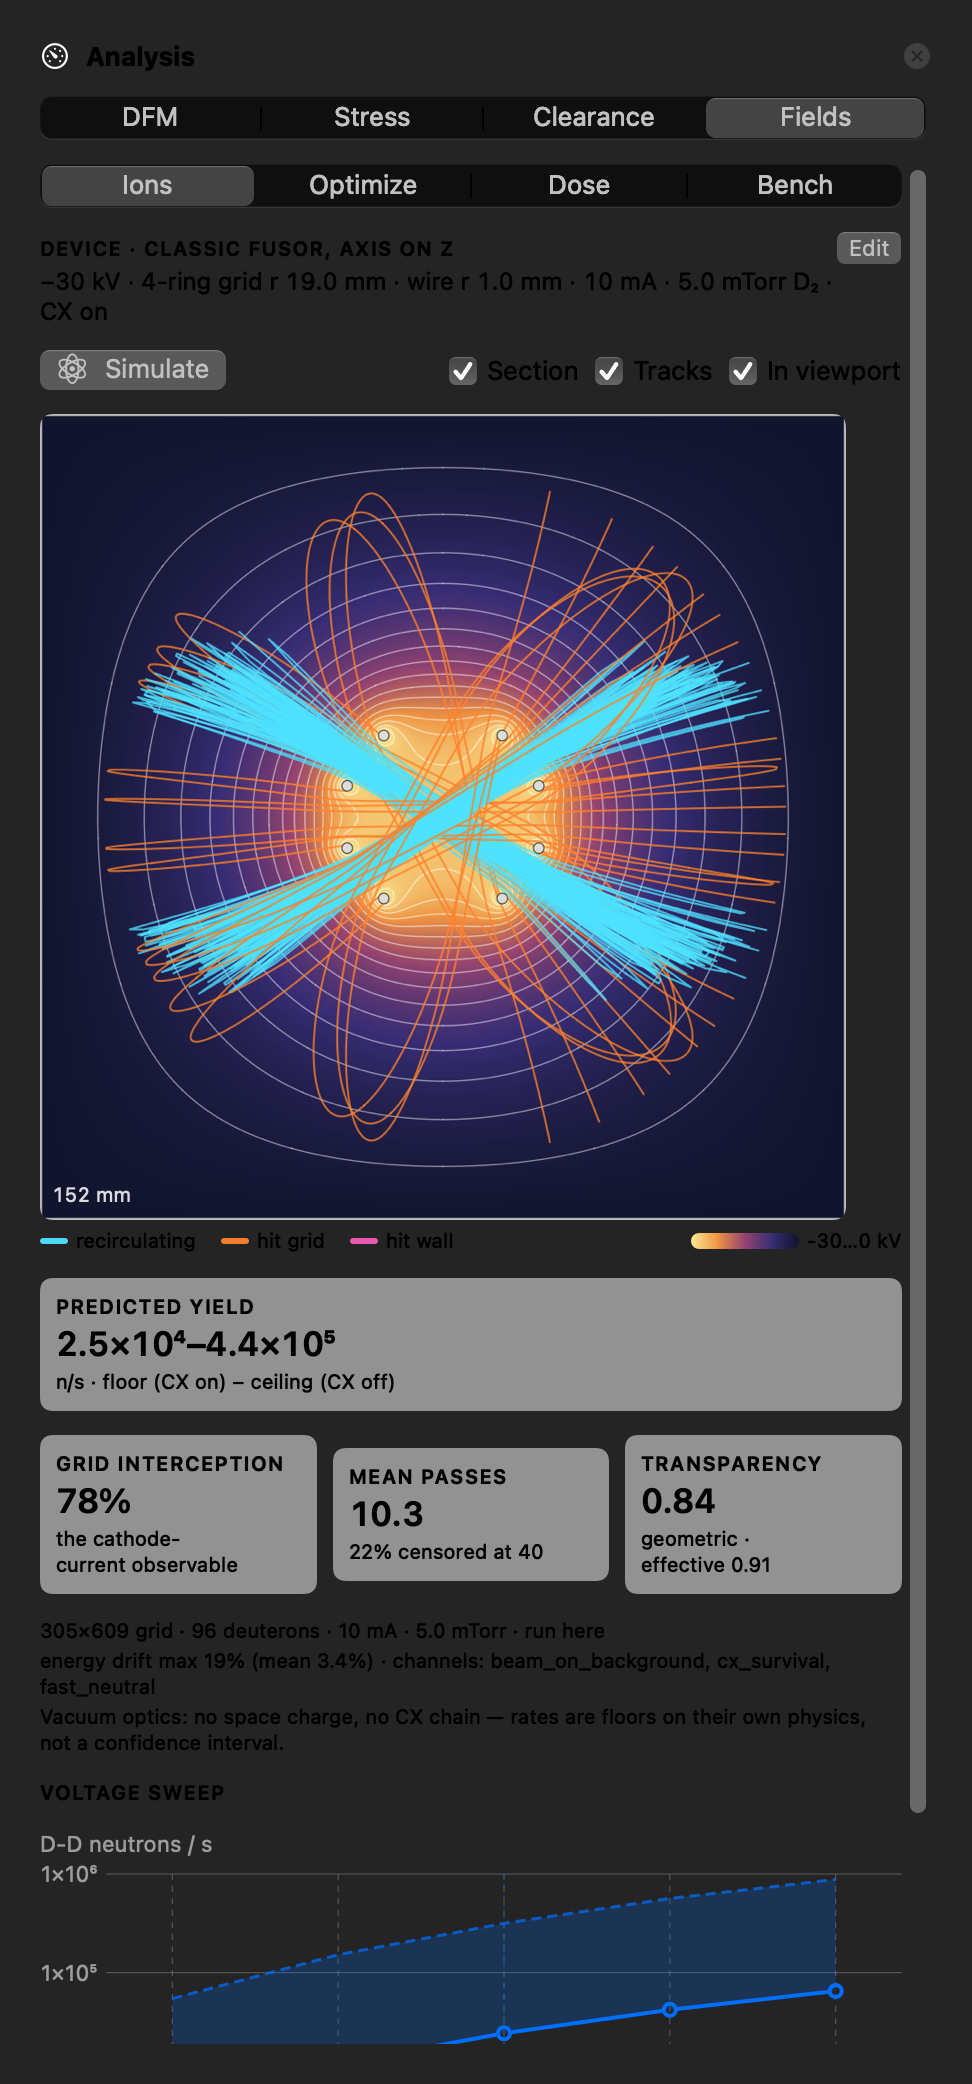 Analysis
DFM Stress Clearance Fields
Ions Optimize Dose Bench
DEVICE · CLASSIC FUSOR, AXIS ON Z Edit
−30 kV · 4-ring grid r 19.0 mm · wire r 1.0 mm · 10 mA · 5.0 mTorr D₂ ·
CX on
Simulate Section Tracks In viewport
152 mm
recirculating hit grid hit wall -30...0 kV
PREDICTED YIELD
2.5×10⁴–4.4×10⁵
n/s · floor (CX on) – ceiling (CX off)
GRID INTERCEPTION
78%
the cathode-
current observable
MEAN PASSES
10.3
22% censored at 40
TRANSPARENCY
0.84
geometric ·
effective 0.91
305×609 grid · 96 deuterons · 10 mA · 5.0 mTorr · run here
energy drift max 19% (mean 3.4%) · channels: beam_on_background, cx_survival,
fast_neutral
Vacuum optics: no space charge, no CX chain — rates are floors on their own physics,
not a confidence interval.
VOLTAGE SWEEP
D-D neutrons / s
1×10⁶
1×10⁵